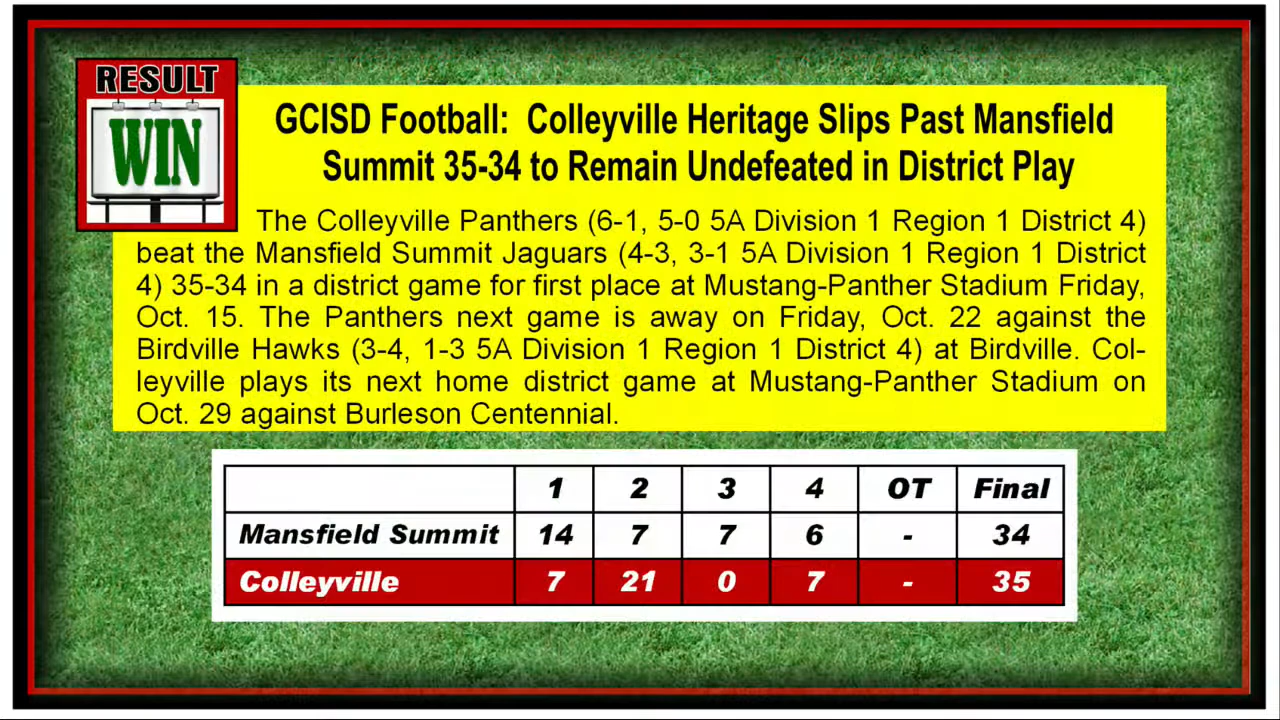 RESULT
WIN
GCISD Football: Colleyville Heritage Slips Past Mansfield
Summit 35-34 to Remain Undefeated in District Play
The Colleyville Panthers (6-1, 5-0 5A Division 1 Region 1 District 4)
beat the Mansfield Summit Jaguars (4-3, 3-1 5A Division 1 Region 1 District
4) 35-34 in a district game for first place at Mustang-Panther Stadium Friday,
Oct. 15. The Panthers next game is away on Friday, Oct. 22 against the
Birdville Hawks (3-4, 1-3 5A Division 1 Region 1 District 4) at Birdville. Col-
leyville plays its next home district game at Mustang-Panther Stadium on
Oct. 29 against Burleson Centennial.
1 2 3 4 OT Final
Mansfield Summit 14 7 7 6 - 34
Colleyville 7 21 0 7 - 35